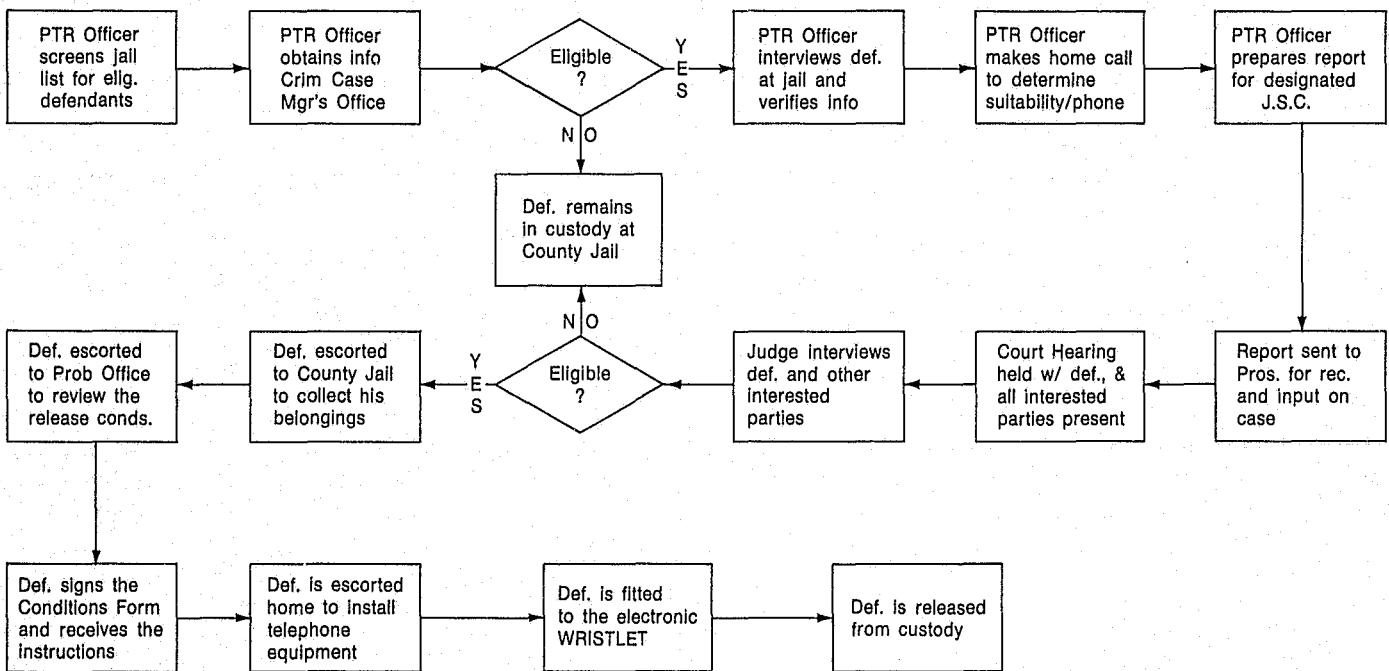 PTR Officer
screens jail
list for elig.
defendants
PTR Officer
obtains info
Crim Case
Mgr's Office
Eligible
?
Y
E
S
N O
PTR Officer
interviews def.
at jail and
verifies info
PTR Officer
makes home call
to determine
suitability/phone
PTR Officer
prepares report
for designated
J.S.C.
Def. remains
in custody at
County Jail
Report sent to
Pros. for rec.
and input on
case
Court Hearing
held w/ def., &
all interested
parties present
Judge interviews
def. and other
interested
parties
N O
Eligible
?
Y
E
S
Def. escorted
to County Jail
to collect his
belongings
Def. escorted
to Prob Office
to review the
release conds.
Def. signs the
Conditions Form
and receives the
instructions
Def. is escorted
home to install
telephone
equipment
Def. is fitted
to the electronic
WRISTLET
Def. is released
from custody